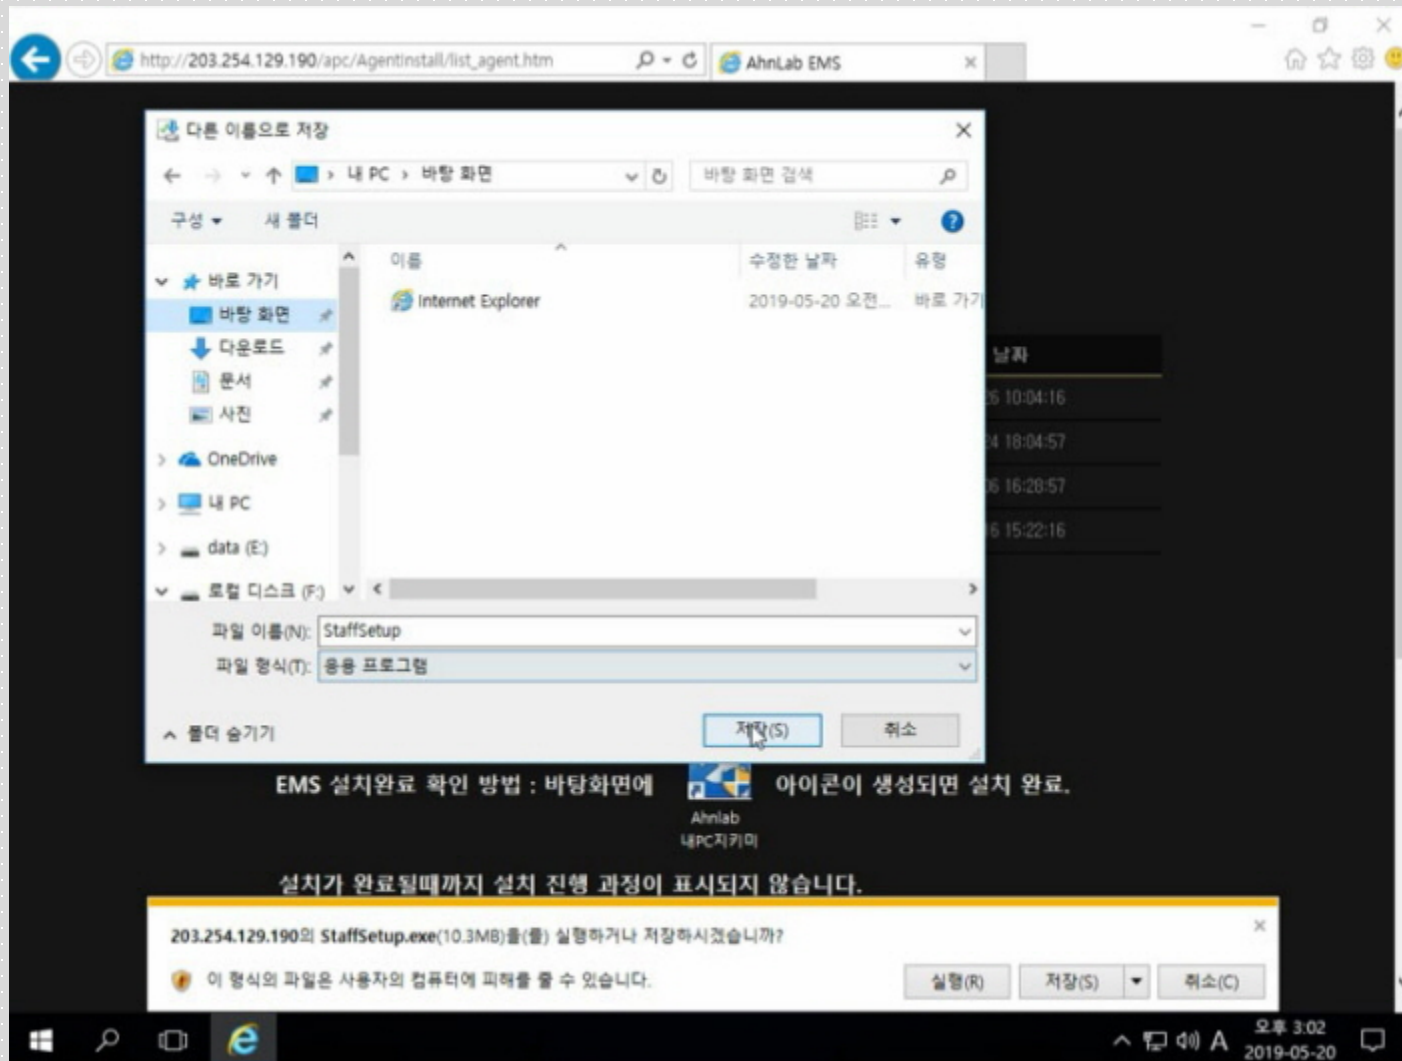 http://203.254.129.190/apc/Agentinstall/list_agent.htm
AhnLab EMS
다른 이름으로 저장
내 PC › 바탕 화면
바탕 화면 검색
구성
새 폴더
이름
수정한 날짜
유형
바로 가기
Internet Explorer
2019-05-20 오전...
바로 가기
바탕 화면
다운로드
문서
사진
OneDrive
내 PC
data (E:)
로컬 디스크 (F:)
날짜
26 10:04:16
24 18:04:57
06 16:28:57
16 15:22:16
파일 이름(N): StaffSetup
파일 형식(T): 응용 프로그램
폴더 숨기기
저장(S)
취소
EMS 설치완료 확인 방법 : 바탕화면에 아이콘이 생성되면 설치 완료.
Ahnlab
내PC지키미
설치가 완료될때까지 설치 진행 과정이 표시되지 않습니다.
203.254.129.190의 StaffSetup.exe(10.3MB)을(를) 실행하거나 저장하시겠습니까?
이 형식의 파일은 사용자의 컴퓨터에 피해를 줄 수 있습니다.
실행(R)
저장(S)
취소(C)
A
오후 3:02
2019-05-20